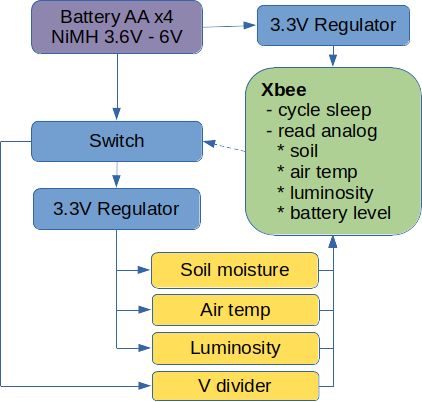 Battery AA x4
NiMH 3.6V - 6V
3.3V Regulator
Xbee
- cycle sleep
- read analog
* soil
* air temp
* luminosity
* battery level
Switch
3.3V Regulator
Soil moisture
Air temp
Luminosity
V divider